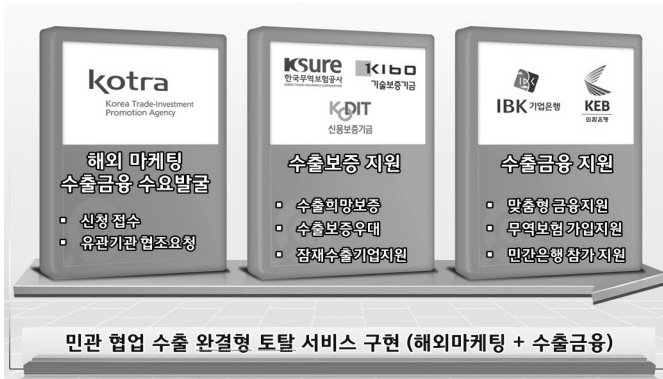 kotra
Korea Trade-Investment
Promotion Agency
해외 마케팅
수출금융 수요발굴
▪ 신청 접수
▪ 유관기관 협조요청
Ksure
한국무역보험공사
KOREA TRADE INSURANCE CORPORATION
KIBO
기술보증기금
KODIT
신용보증기금
수출보증 지원
▪ 수출희망보증
▪ 수출보증우대
▪ 잠재수출기업지원
IBK
IBK 기업은행
KEB
외환은행
수출금융 지원
▪ 맞춤형 금융지원
▪ 무역보험 가입지원
▪ 민간은행 참가 지원
민관 협업 수출 완결형 토탈 서비스 구현 (해외마케팅 + 수출금융)